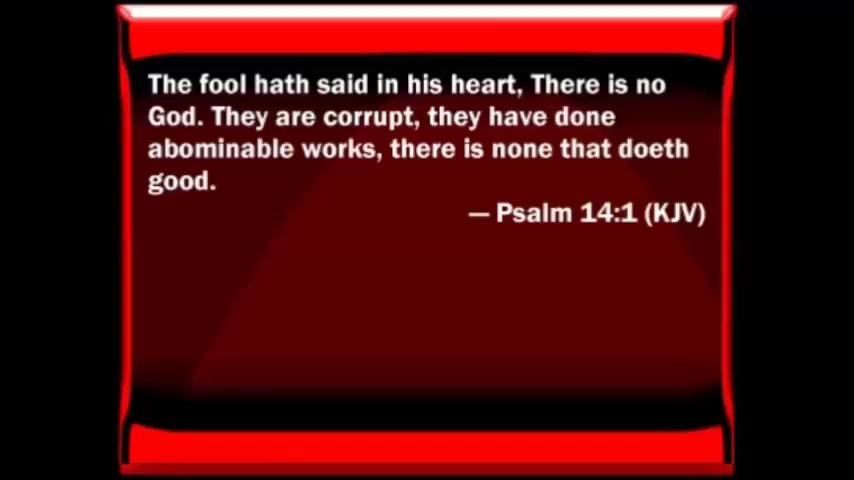 The fool hath said in his heart, There is no
God. They are corrupt, they have done
abominable works, there is none that doeth
good.
— Psalm 14:1 (KJV)